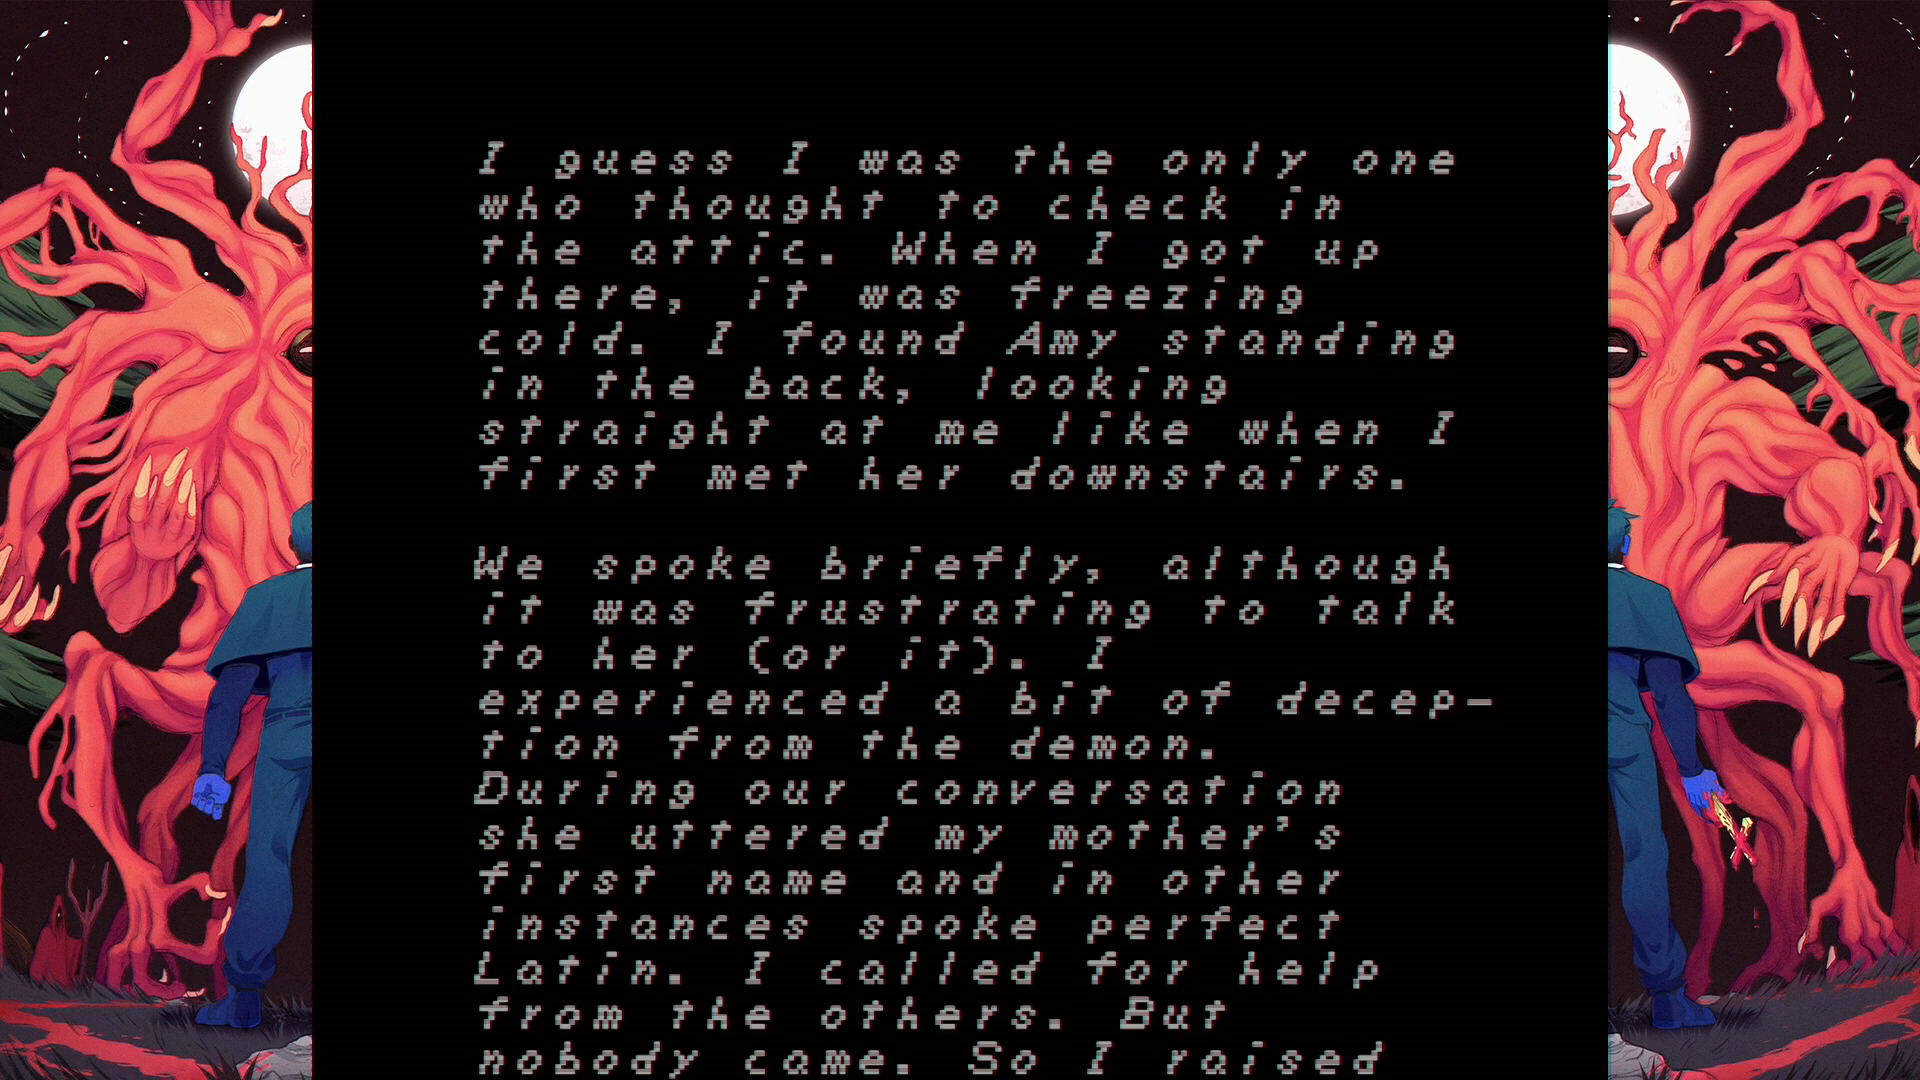 I guess I was the only one
who thought to check in
the attic. When I got up
there, it was freezing
cold. I found Amy standing
in the back, looking
straight at me like when I
first met her downstairs.
We spoke briefly, although
it was frustrating to talk
to her (or it). I
experienced a bit of decep-
tion from the demon.
During our conversation
she uttered my mother's
first name and in other
instances spoke perfect
Latin. I called for help
from the others. But
nobody came. So I raised